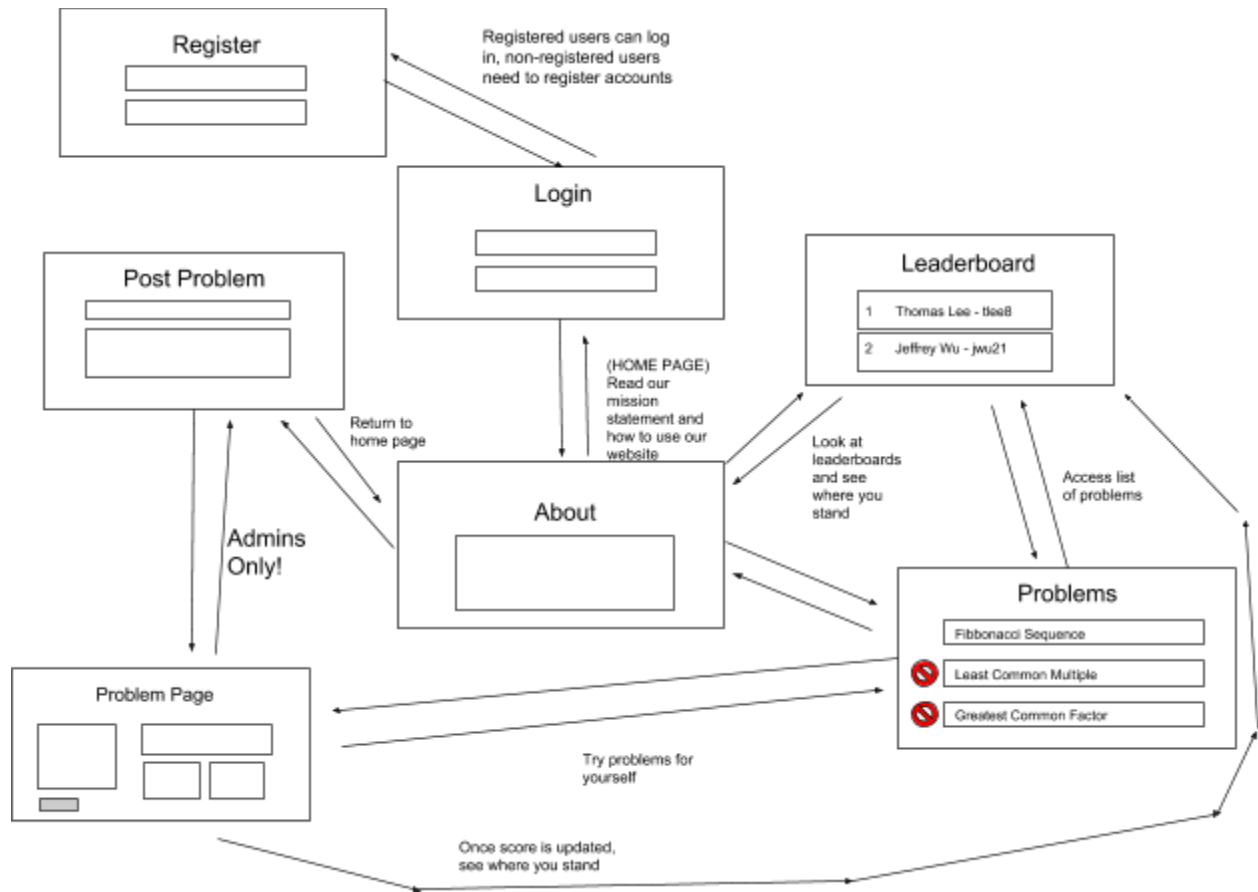 Register
Registered users can log
in, non-registered users
need to register accounts
Login
Post Problem
Leaderboard
1 Thomas Lee - tlee8
2 Jeffrey Wu - jwu21
(HOME PAGE)
Read our
mission
statement and
how to use our
website
Return to
home page
Look at
leaderboards
and see
where you
stand
Access list
of problems
About
Admins
Only!
Problems
Fibbonacci Sequence
Least Common Multiple
Greatest Common Factor
Problem Page
Try problems for
yourself
Once score is updated,
see where you stand